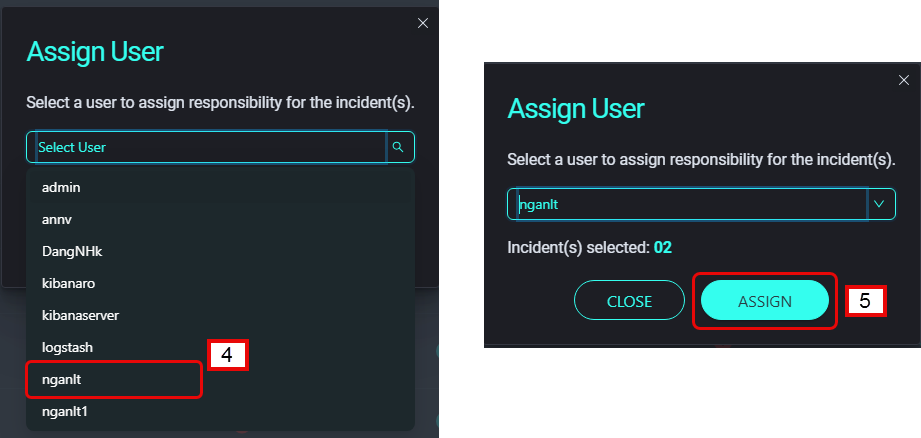 Assign User
Select a user to assign responsibility for the incident(s).
Select User
admin
annv
DangNHk
kibanaro
kibanaserver
logstash
4
nganlt
nganlt1
Assign User
Select a user to assign responsibility for the incident(s).
nganlt
Incident(s) selected: 02
CLOSE
ASSIGN
5